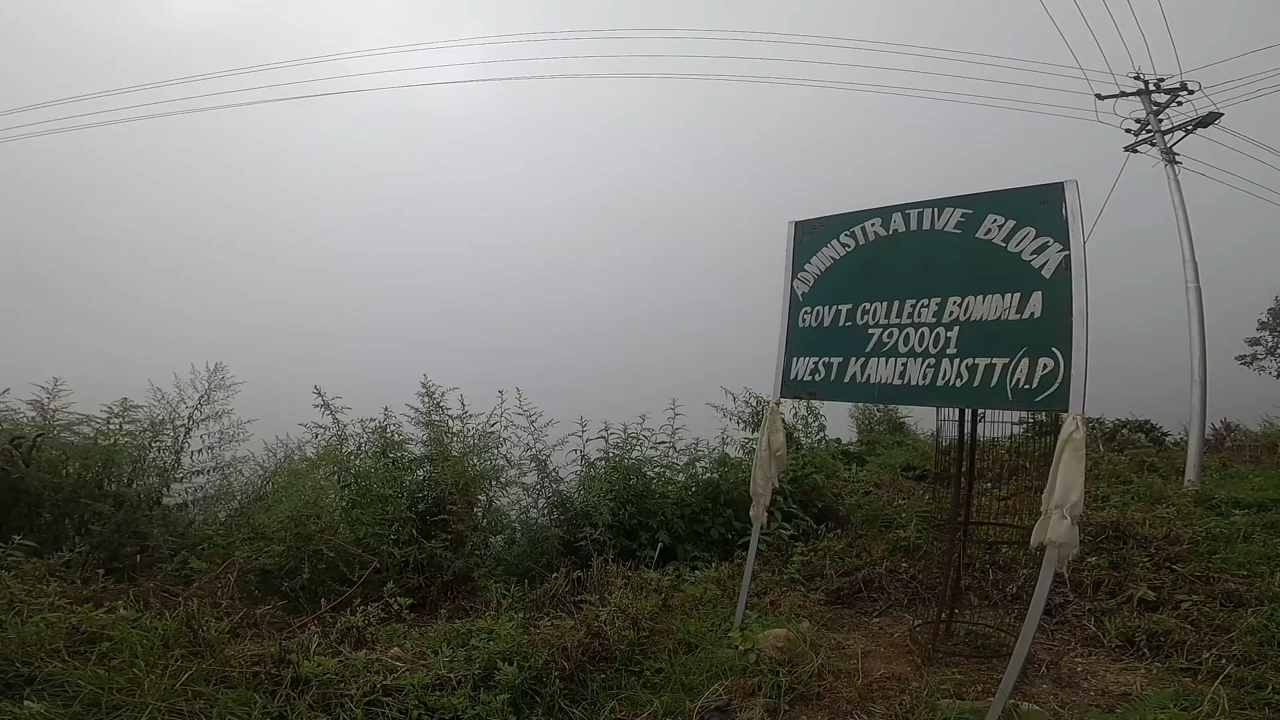 ADMINISTRATIVE BLOCK
GOVT. COLLEGE BOMDILA
790001
WEST KAMENG DISTT(A.P)